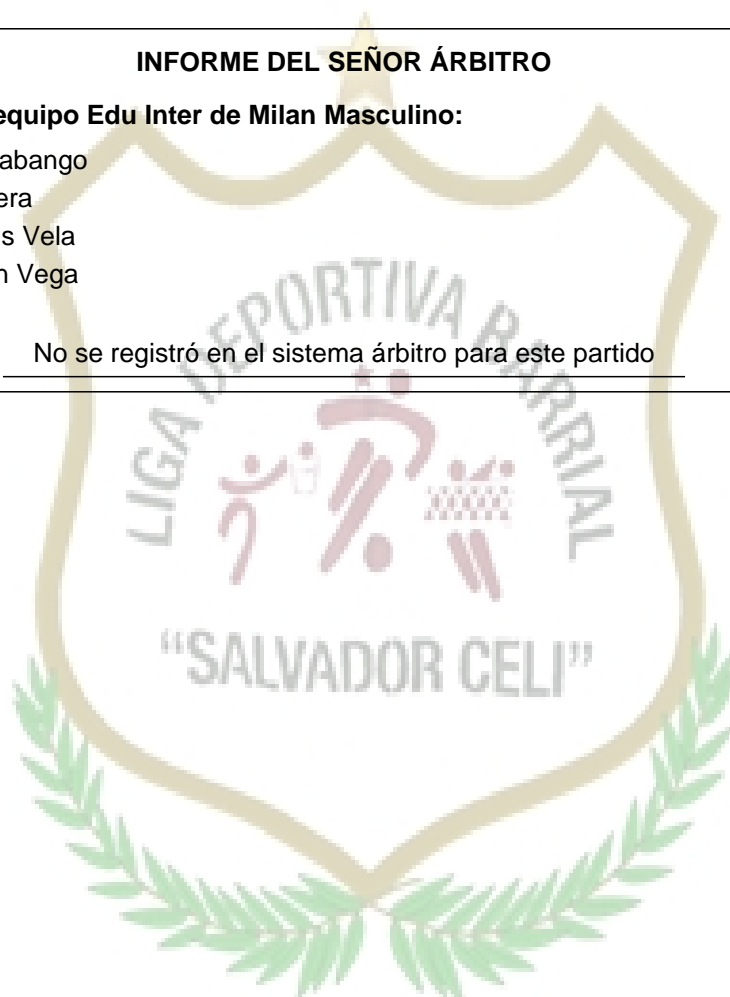 INFORME DEL SEÑOR ÁRBITRO
equipo Edu Inter de Milan Masculino:
abango
era
s Vela
n Vega
No se registró en el sistema árbitro para este partido
LIGA DEPORTIVA BARRIAL
“SALVADOR CELI”